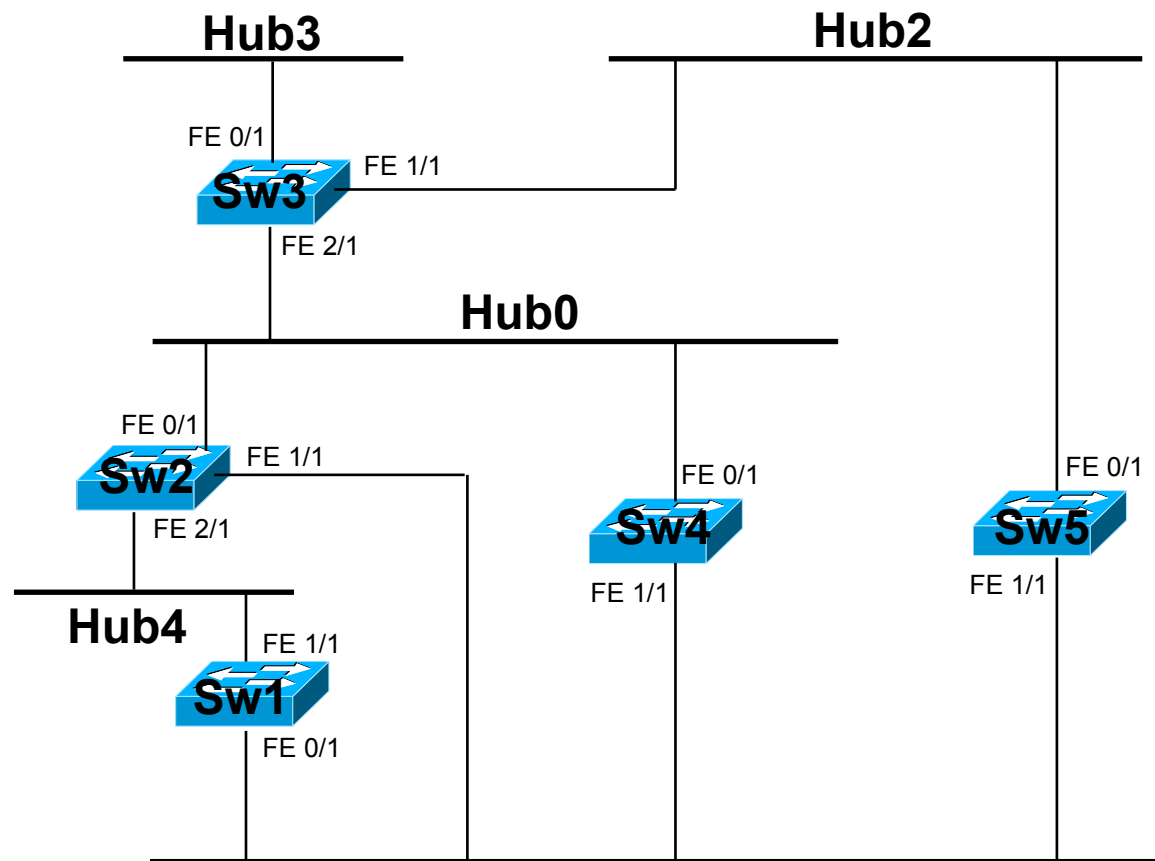 Hub3
Hub2
FE 0/1
FE 1/1
Sw3
FE 2/1
Hub0
FE 0/1
FE 1/1
Sw2
FE 2/1
FE 0/1
Sw4
FE 1/1
FE 0/1
Sw5
FE 1/1
Hub4
FE 1/1
Sw1
FE 0/1